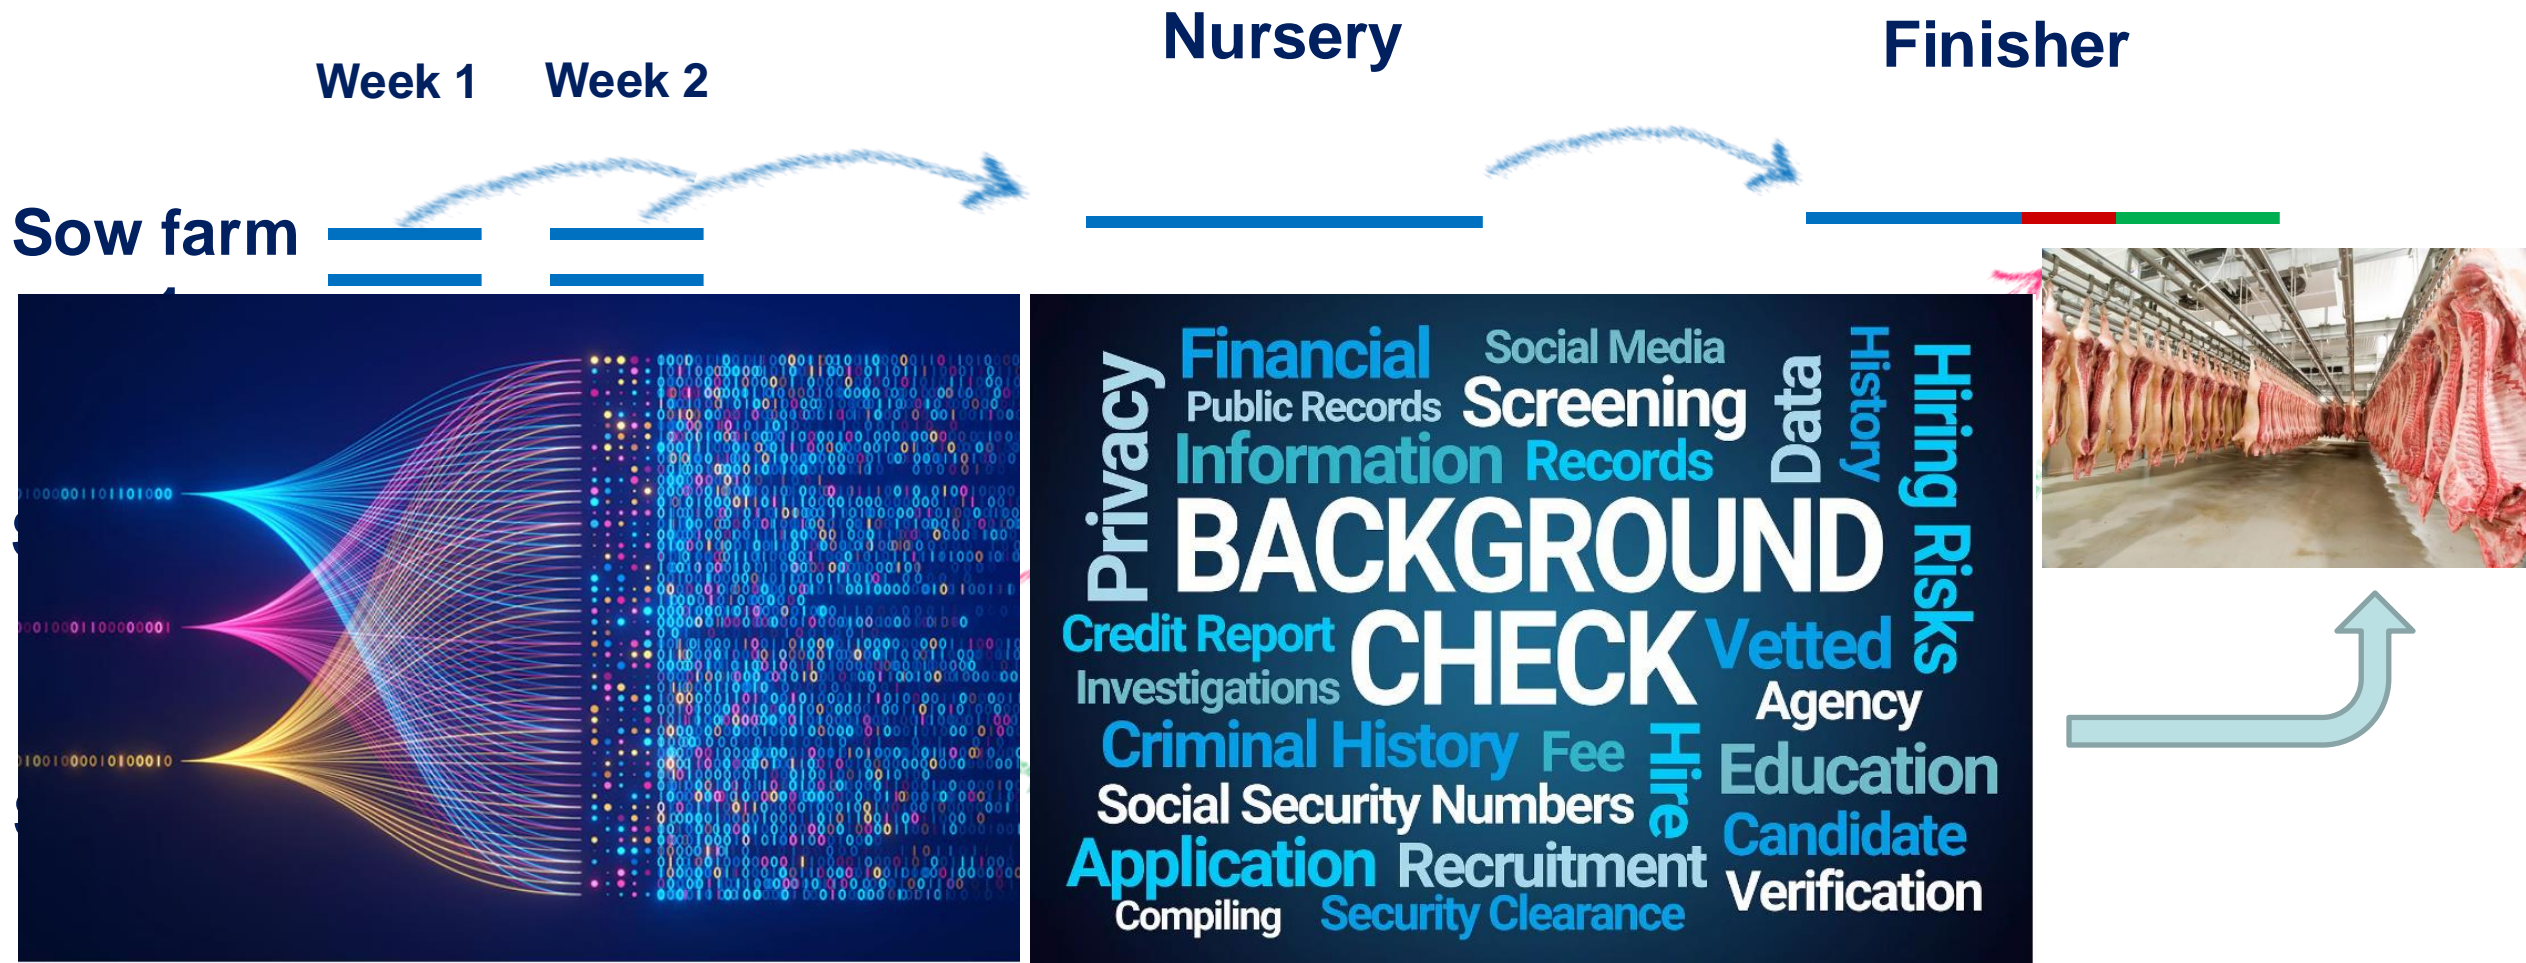 Nursery
Finisher
Week 1
Week 2
Sow farm
Financial
Social Media
Privacy
Public Records
Screening
Data
History
Hiring Risks
Information
Records
BACKGROUND
CHECK
Credit Report
Vetted
Investigations
Agency
Criminal History
Fee
Hire
Education
Social Security Numbers
Candidate
Application
Recruitment
Verification
Compiling
Security Clearance